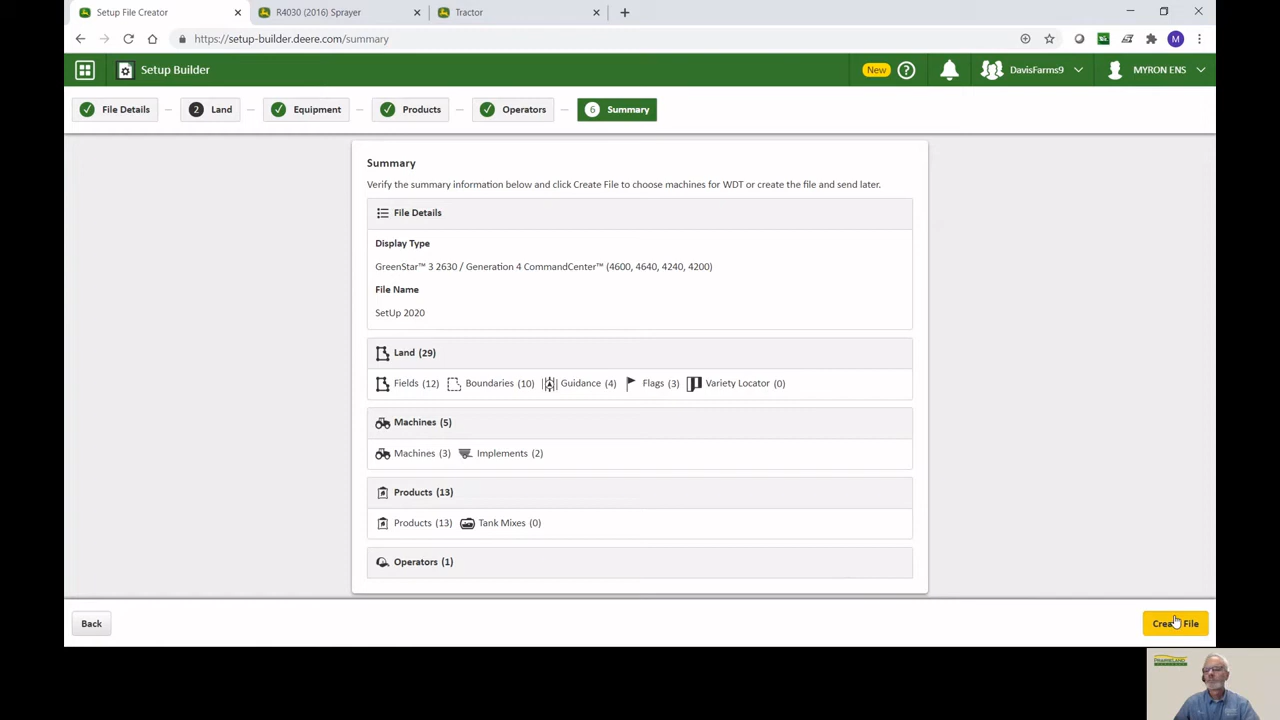 Setup File Creator
R4030 (2016) Sprayer
Tractor
https://setup-builder.deere.com/summary
M
Setup Builder
New
DavisFarms9
MYRON ENS
File Details
2 Land
Equipment
Products
Operators
6 Summary
Summary
Verify the summary information below and click Create File to choose machines for WDT or create the file and send later.
File Details
Display Type
GreenStar™ 3 2630 / Generation 4 CommandCenter™ (4600, 4640, 4240, 4200)
File Name
SetUp 2020
Land (29)
Fields (12) Boundaries (10) Guidance (4) Flags (3) Variety Locator (0)
Machines (5)
Machines (3) Implements (2)
Products (13)
Products (13) Tank Mixes (0)
Operators (1)
Back
Create File
PRAIRIELAND